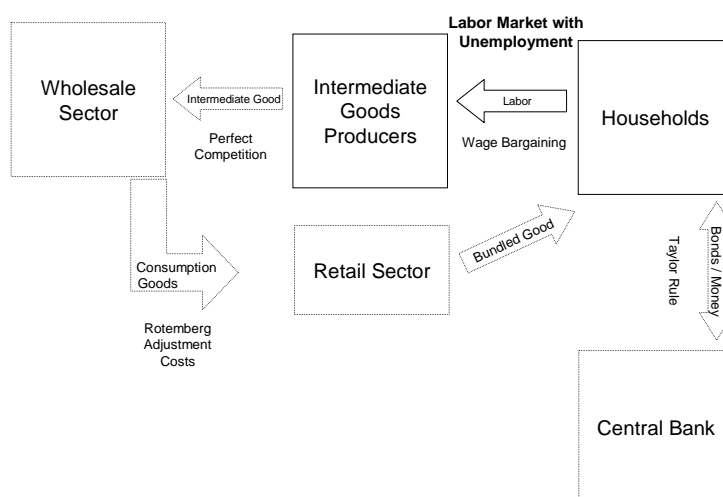 Labor Market with
Unemployment
Wholesale
Sector
Intermediate Good
Perfect
Competition
Intermediate
Goods
Producers
Labor
Wage Bargaining
Households
Consumption
Goods
Rotemberg
Adjustment
Costs
Retail Sector
Bundled Good
Taylor Rule
Bonds / Money
Central Bank